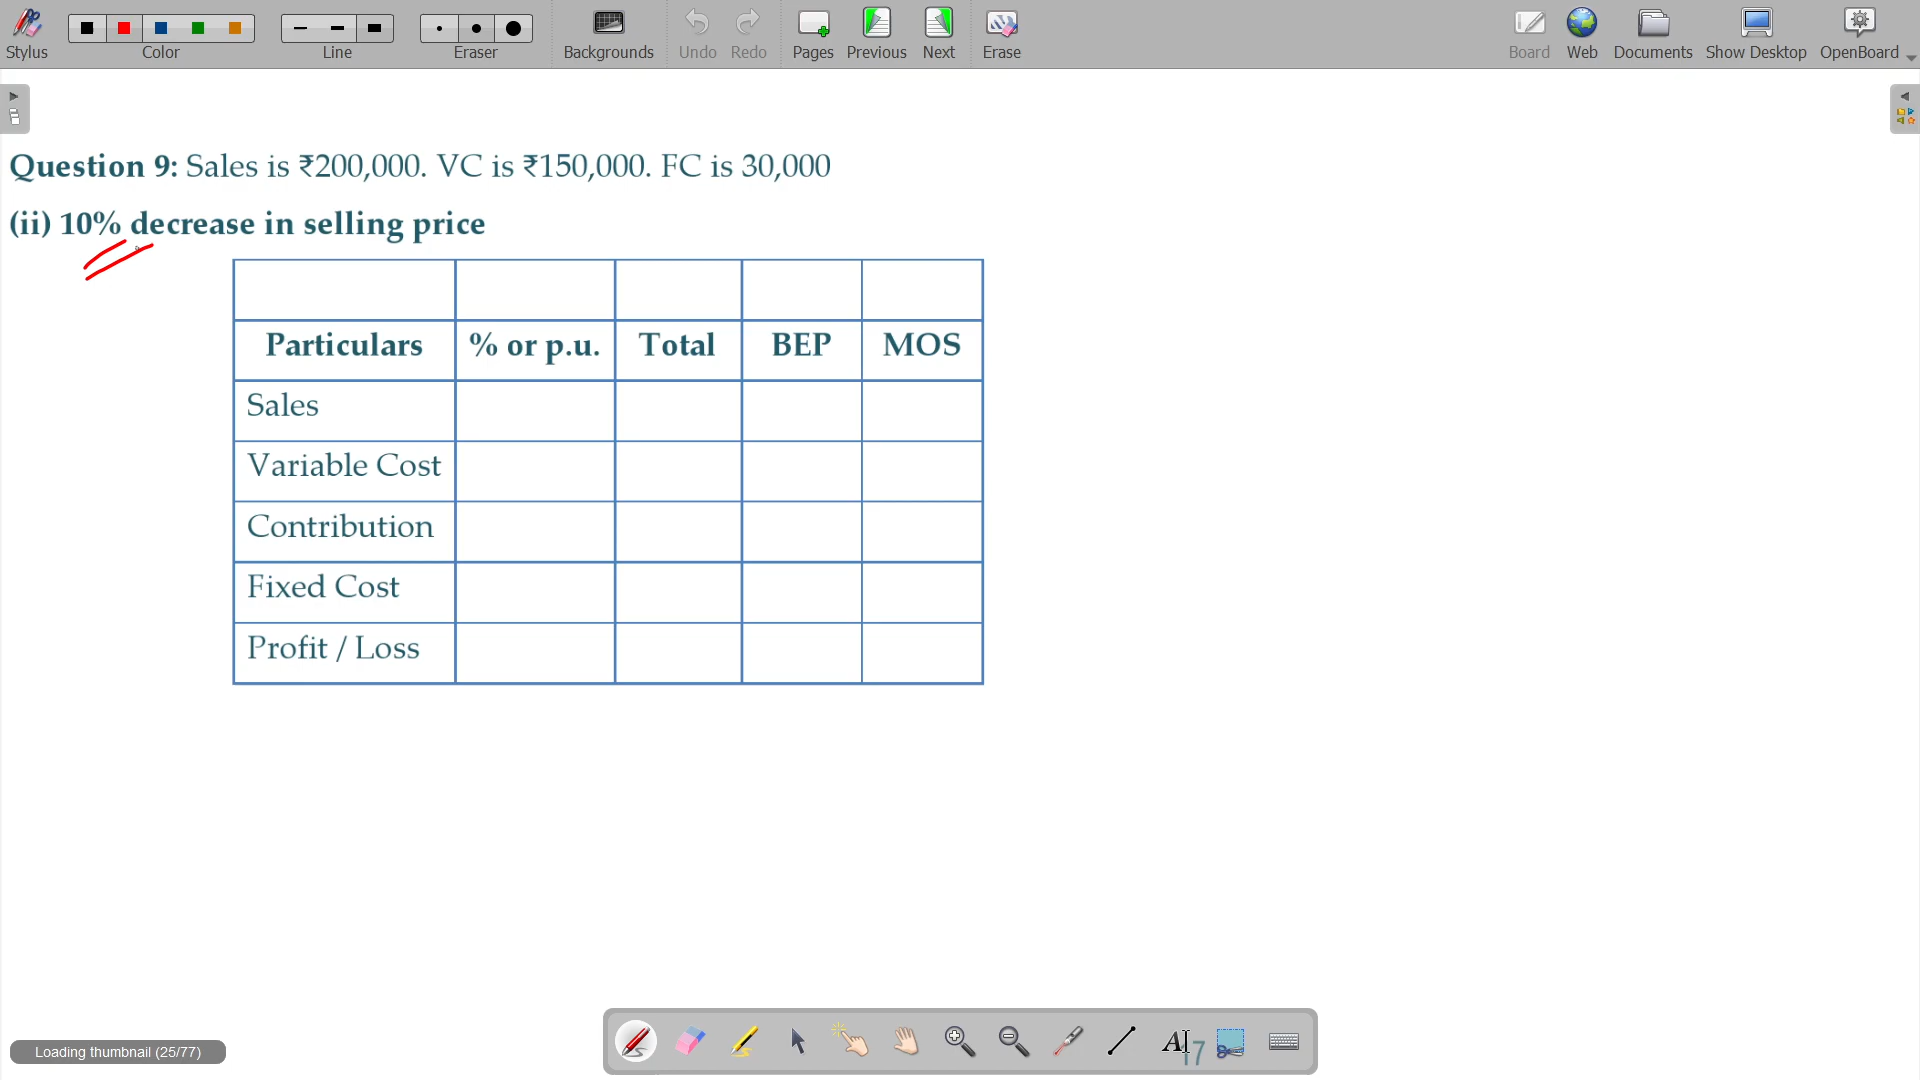 Stylus Color Line Eraser Backgrounds Undo Redo Pages Previous Next Erase Board Web Documents Show Desktop OpenBoard
Question 9: Sales is ₹200,000. VC is ₹150,000. FC is 30,000
(ii) 10% decrease in selling price
Particulars % or p.u. Total BEP MOS
Sales
Variable Cost
Contribution
Fixed Cost
Profit / Loss
Loading thumbnail (25/77)
17